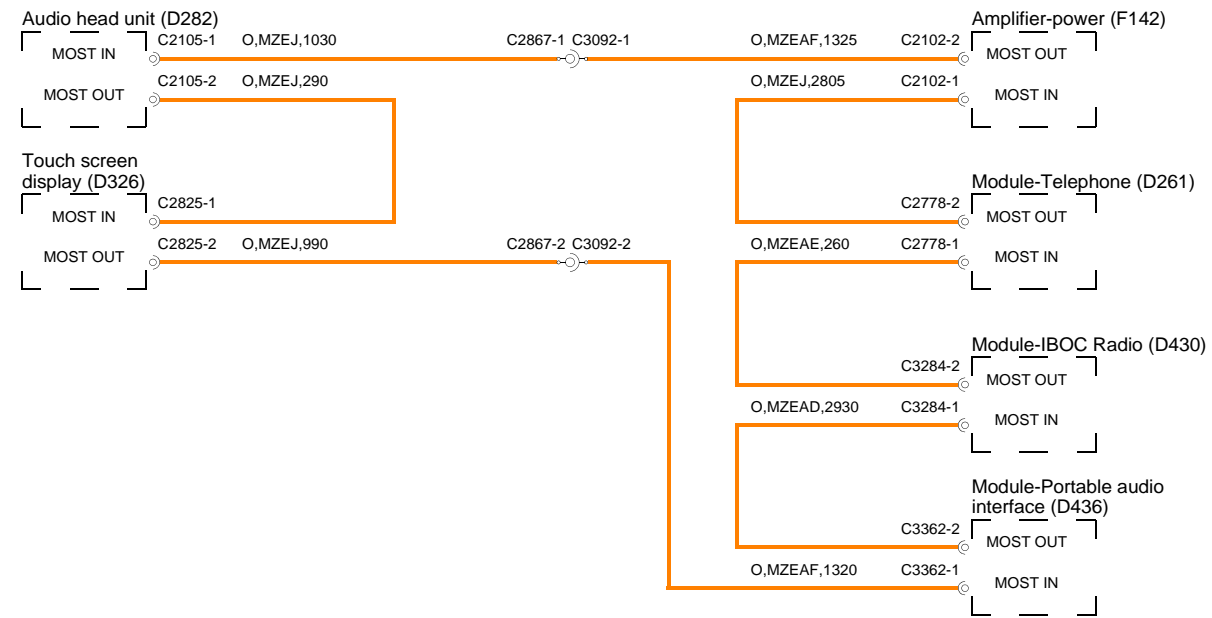 Audio head unit (D282)
MOST IN
C2105-1
O,MZEJ,1030
C2867-1
C3092-1
MOST OUT
C2105-2
O,MZEJ,290
Touch screen
display (D326)
MOST IN
C2825-1
MOST OUT
C2825-2
O,MZEJ,990
C2867-2
C3092-2
Amplifier-power (F142)
O,MZEAF,1325
C2102-2
MOST OUT
O,MZEJ,2805
C2102-1
MOST IN
Module-Telephone (D261)
C2778-2
MOST OUT
O,MZEAE,260
C2778-1
MOST IN
Module-IBOC Radio (D430)
C3284-2
MOST OUT
O,MZEAD,2930
C3284-1
MOST IN
Module-Portable audio
interface (D436)
C3362-2
MOST OUT
O,MZEAF,1320
C3362-1
MOST IN